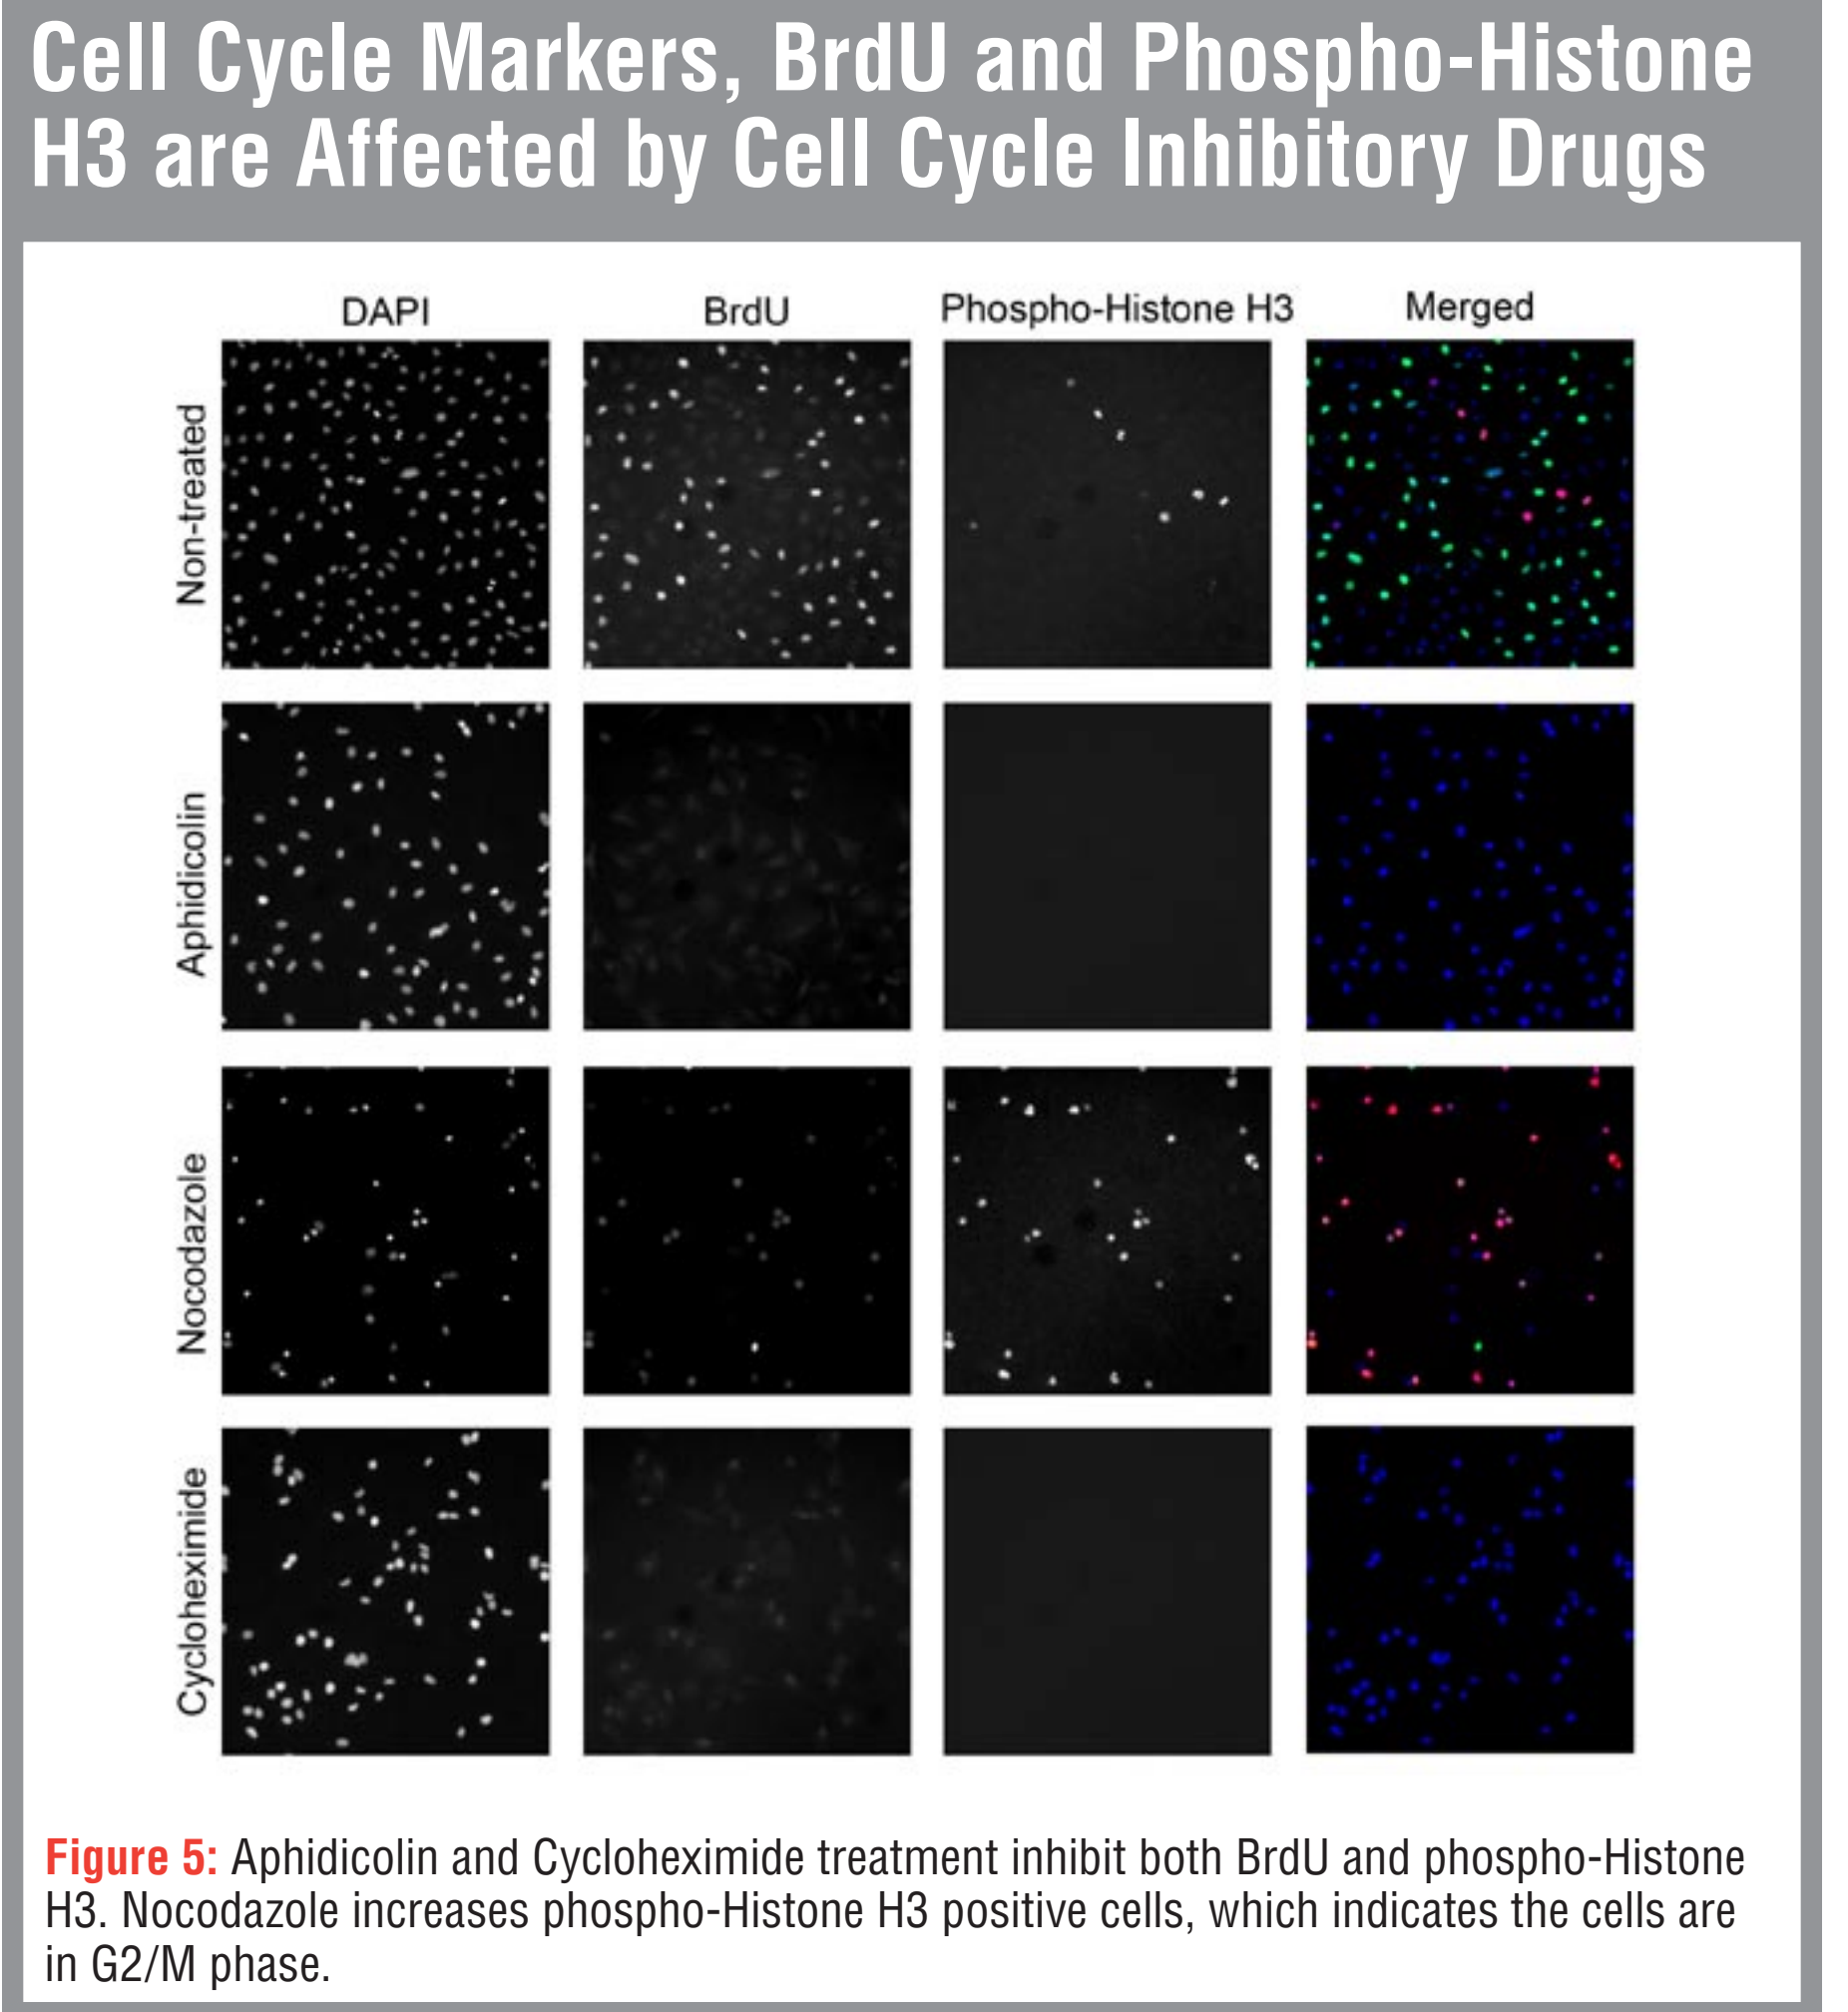 Cell Cycle Markers, BrdU and Phospho-Histone
H3 are Affected by Cell Cycle Inhibitory Drugs
DAPI BrdU Phospho-Histone H3 Merged
Non-treated
Aphidicolin
Nocodazole
Cycloheximide
Figure 5: Aphidicolin and Cycloheximide treatment inhibit both BrdU and phospho-Histone
H3. Nocodazole increases phospho-Histone H3 positive cells, which indicates the cells are
in G2/M phase.